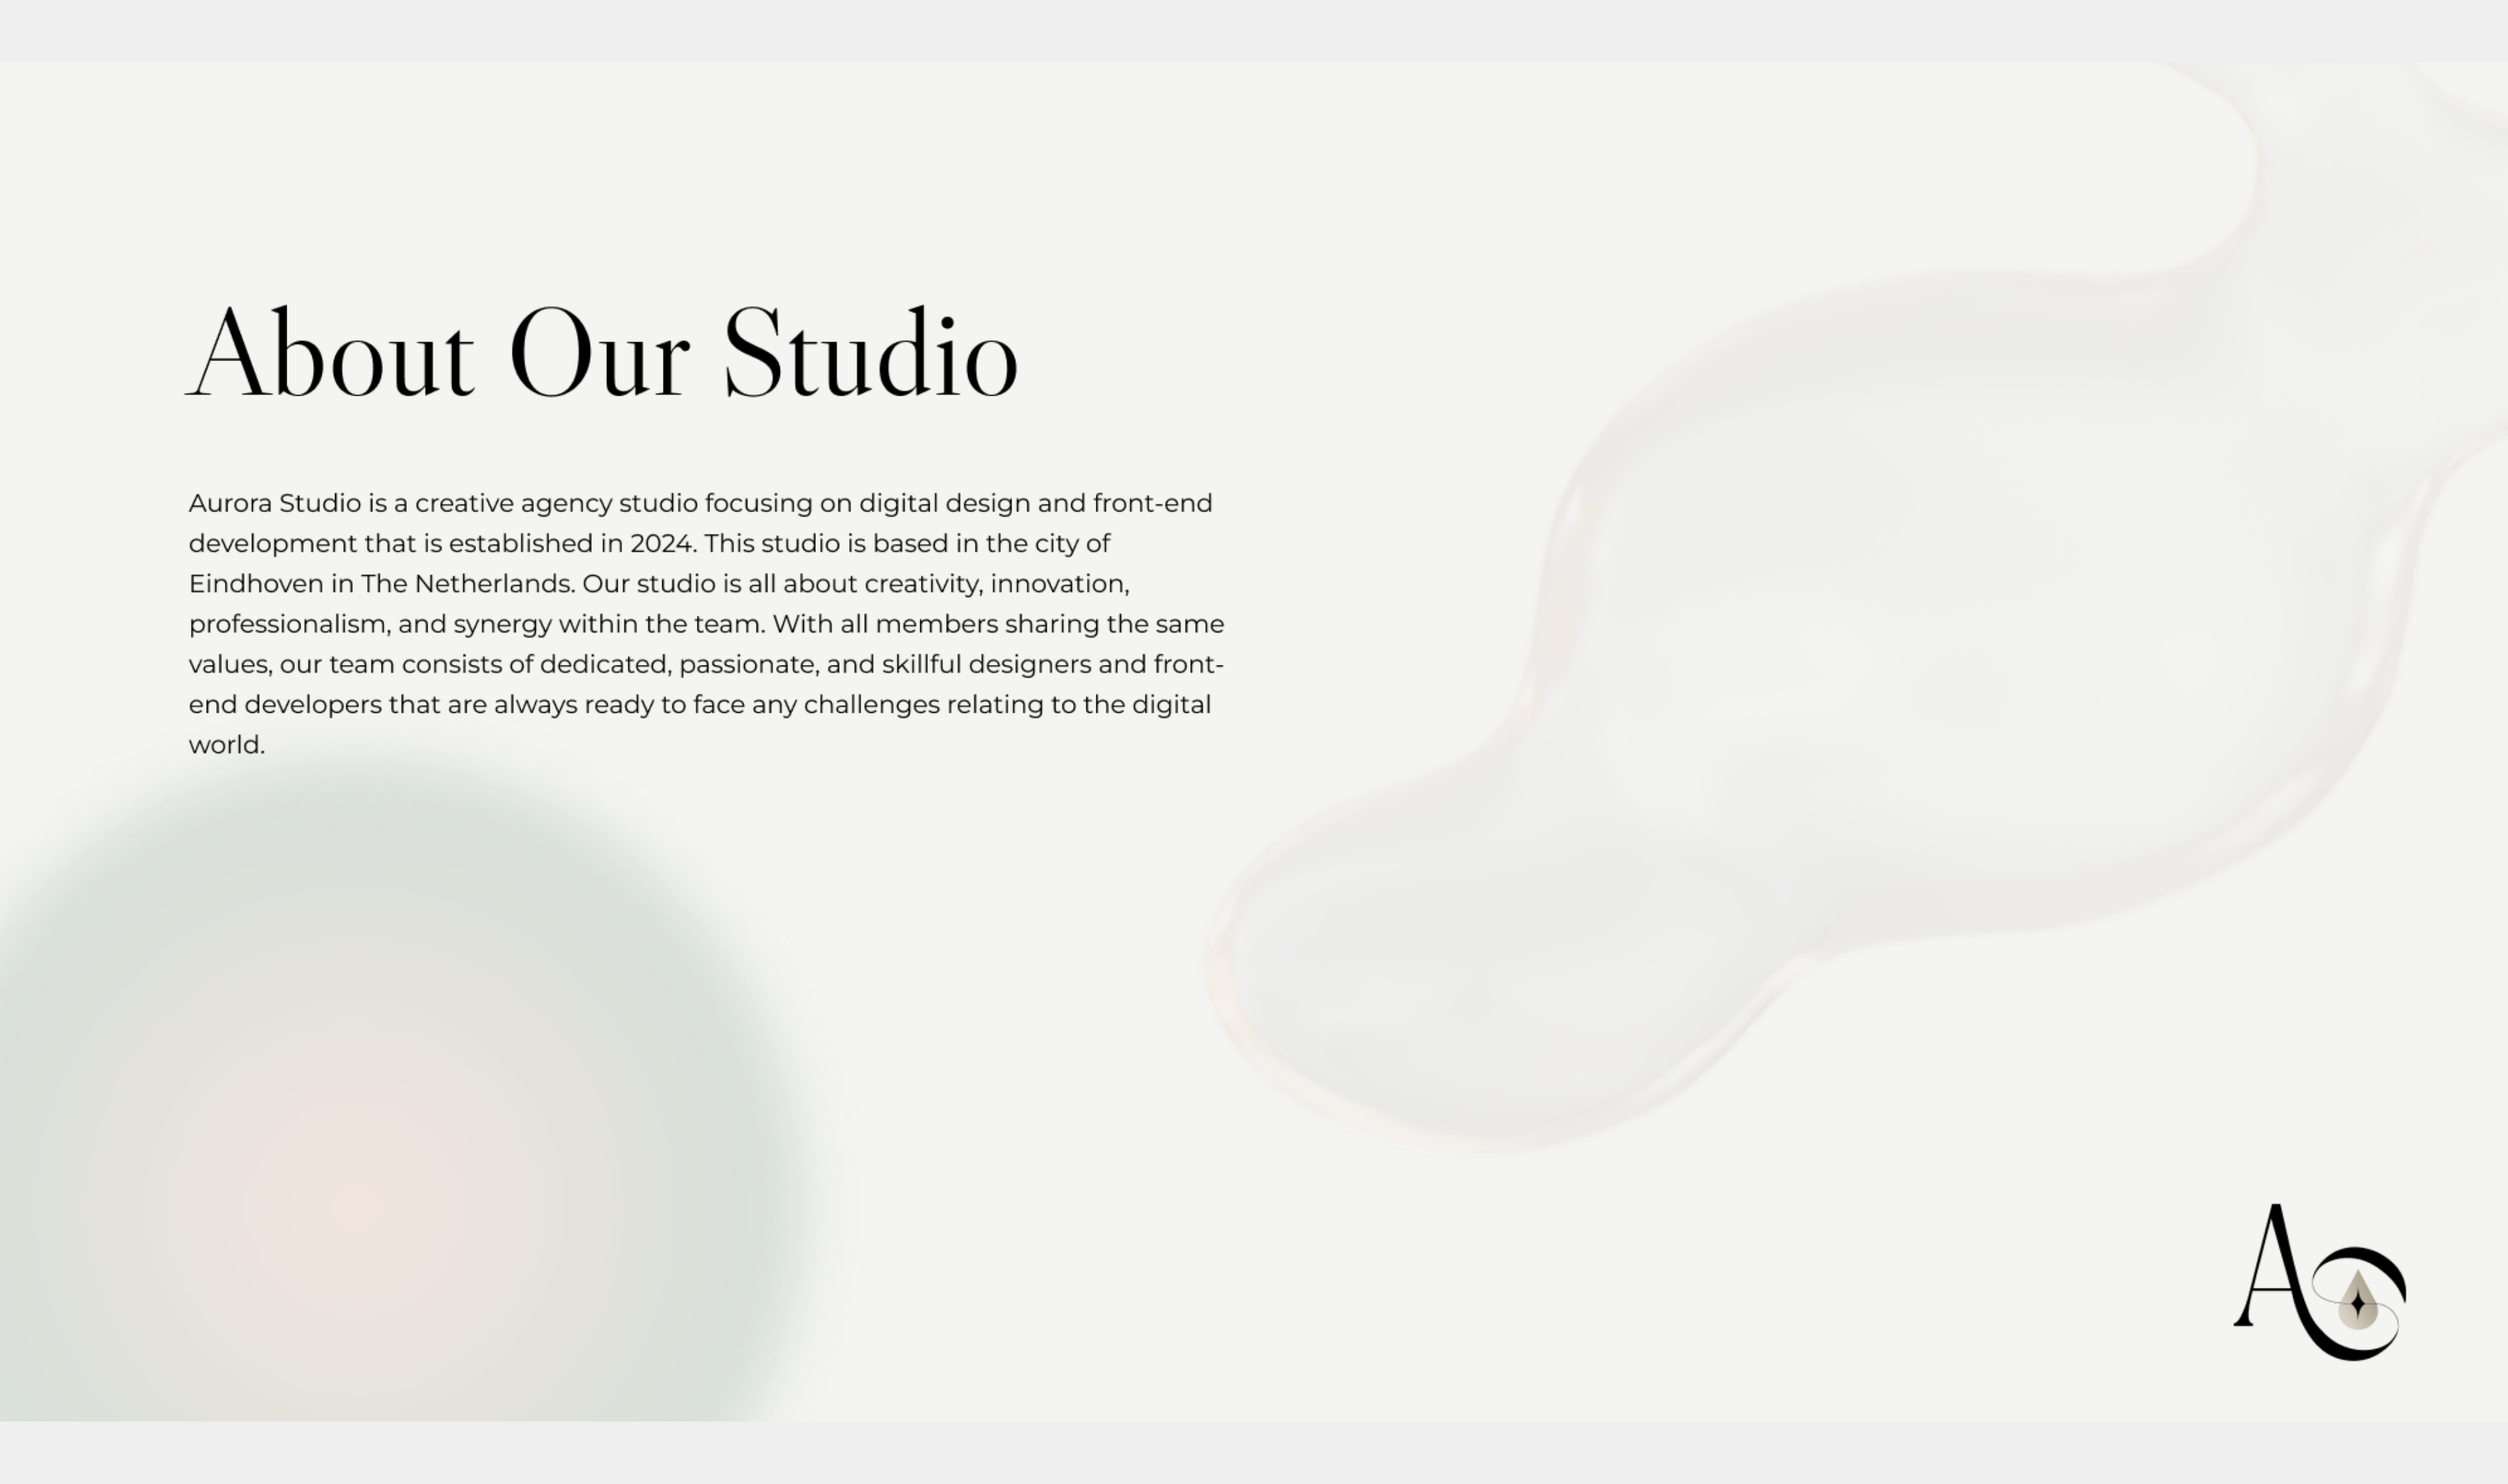 About Our Studio
Aurora Studio is a creative agency studio focusing on digital design and front-end
development that is established in 2024. This studio is based in the city of
Eindhoven in The Netherlands. Our studio is all about creativity, innovation,
professionalism, and synergy within the team. With all members sharing the same
values, our team consists of dedicated, passionate, and skillful designers and front-
end developers that are always ready to face any challenges relating to the digital
world.
A